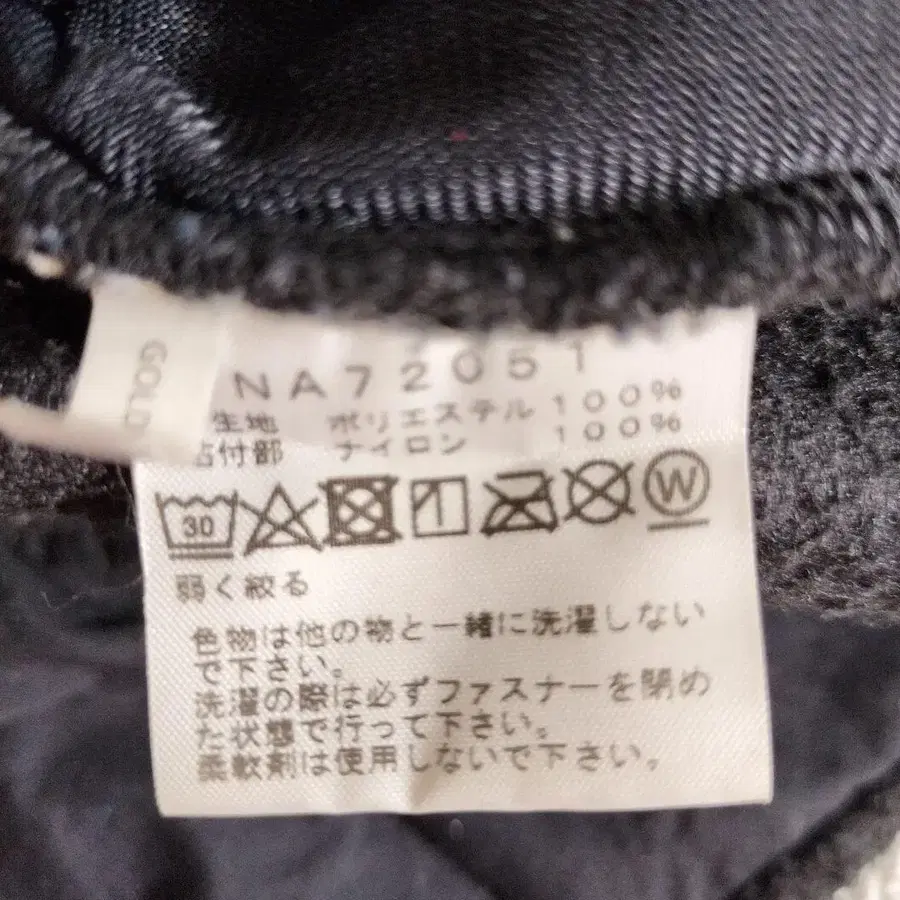 GOLD
NA72051
生地 ポリエステル 100%
付部 ナイロン 100%
30
W
弱く絞る
色物は他の物と一緒に洗濯しない
で下さい。
洗濯の際は必ずファスナーを閉め
た状態で行って下さい。
柔軟剤は使用しないで下さい。